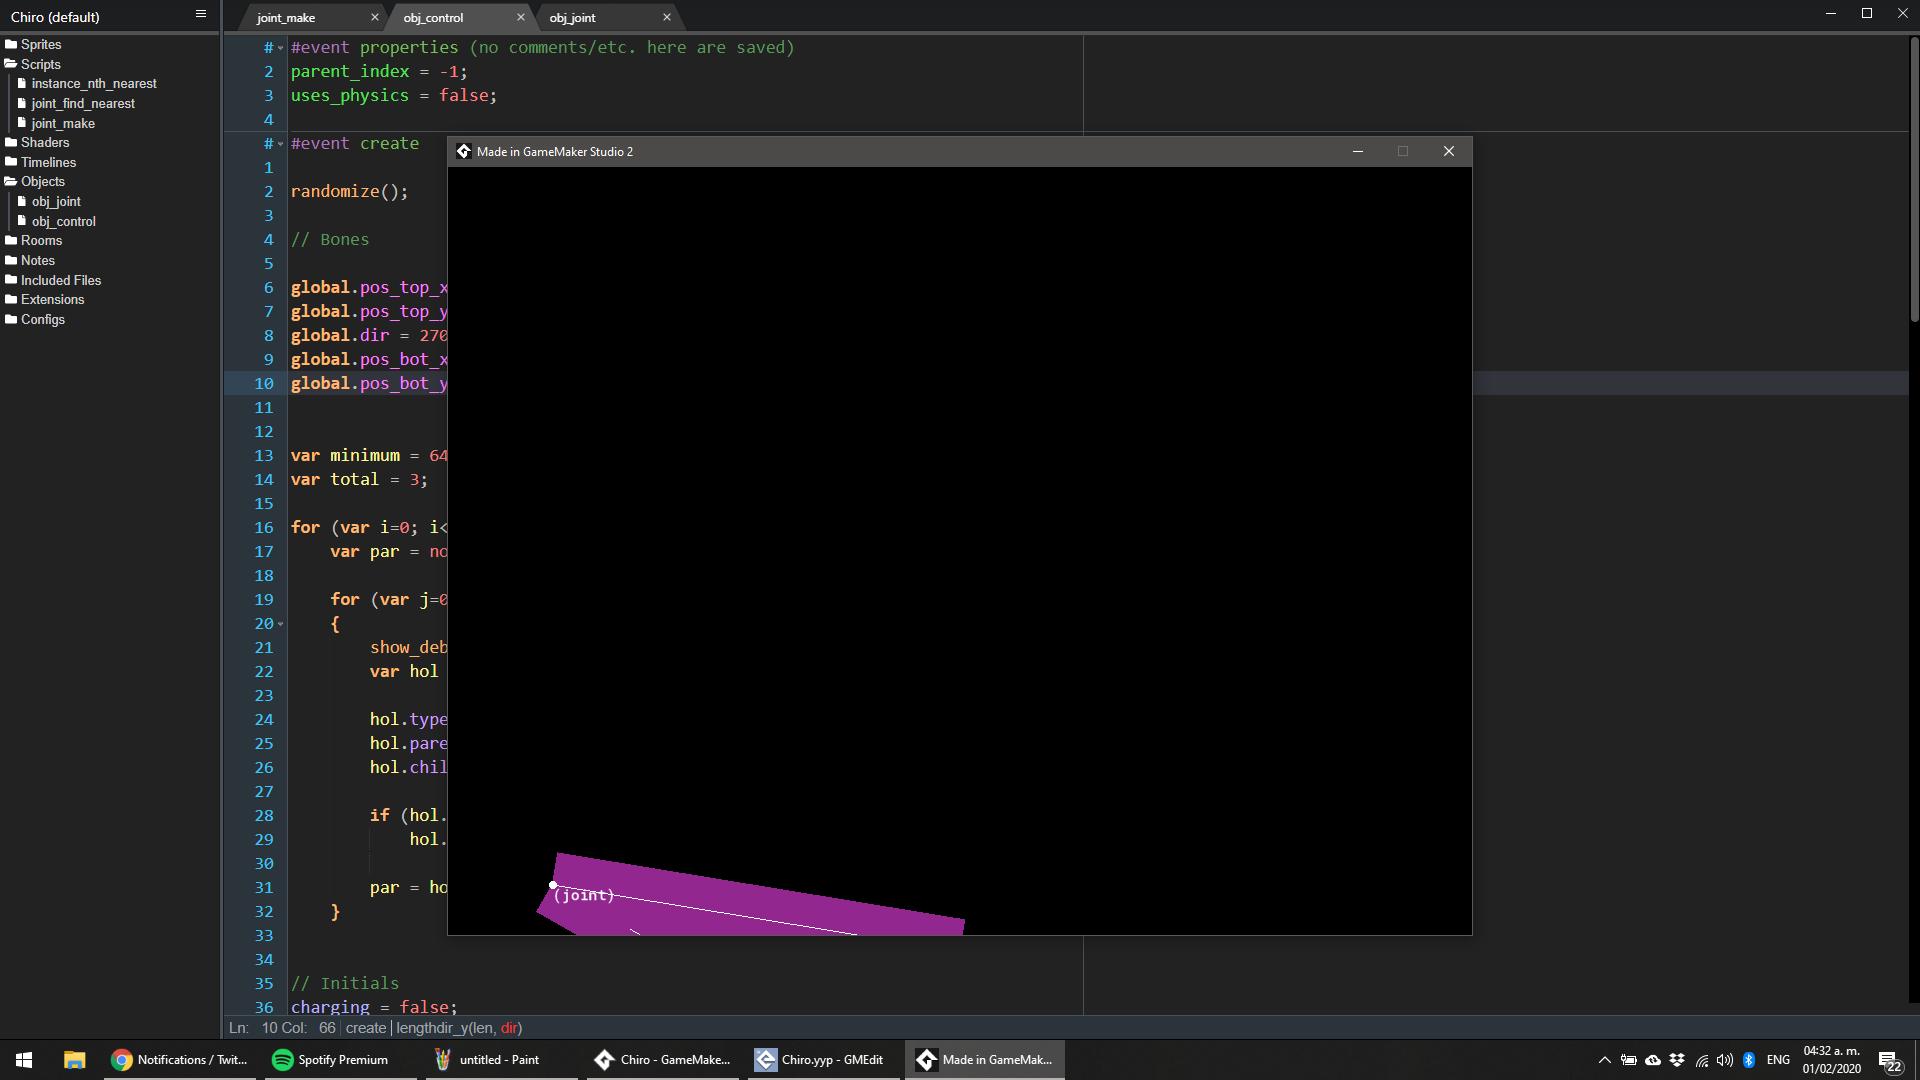 Chiro (default)
joint_make
obj_control
obj_joint
Sprites
Scripts
instance_nth_nearest
joint_find_nearest
joint_make
Shaders
Timelines
Objects
obj_joint
obj_control
Rooms
Notes
Included Files
Extensions
Configs
# #event properties (no comments/etc. here are saved)
2 parent_index = -1;
3 uses_physics = false;
4
# #event create
1
2 randomize();
3
4 // Bones
5
6 global.pos_top_x
7 global.pos_top_y
8 global.dir = 270
9 global.pos_bot_x
10 global.pos_bot_y
11
12
13 var minimum = 64
14 var total = 3;
15
16 for (var i=0; i<
17 var par = no
18
19 for (var j=0
20 {
21 show_deb
22 var hol
23
24 hol.type
25 hol.pare
26 hol.chil
27
28 if (hol.
29 hol.
30
31 par = ho
32 }
33
34
35 // Initials
36 charging = false;
Made in GameMaker Studio 2
(joint)
Ln: 10 Col: 66 create lengthdir_y(len, dir)
Notifications / Twit...
Spotify Premium
untitled - Paint
Chiro - GameMake...
Chiro.yyp - GMEdit
Made in GameMak...
ENG
04:32 a. m.
01/02/2020
22